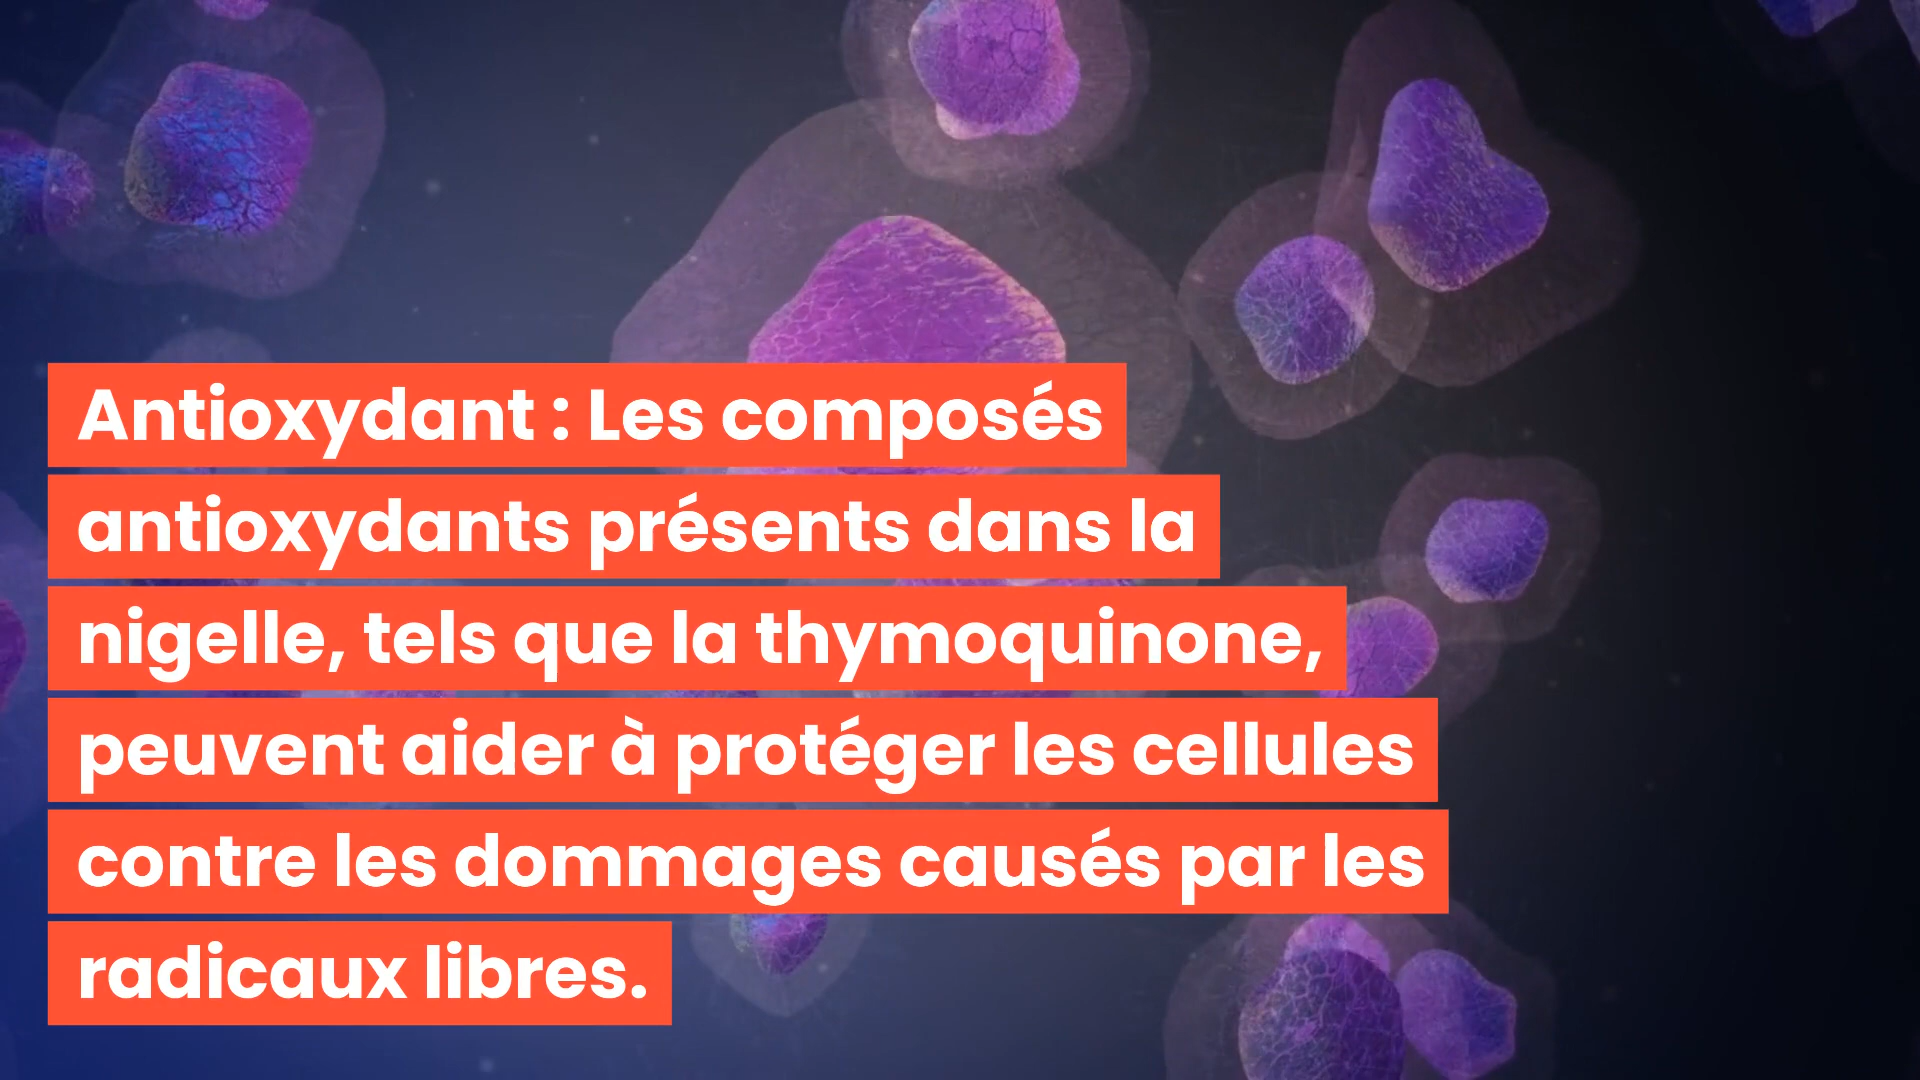 Antioxydant : Les composés
antioxydants présents dans la
nigelle, tels que la thymoquinone,
peuvent aider à protéger les cellules
contre les dommages causés par les
radicaux libres.